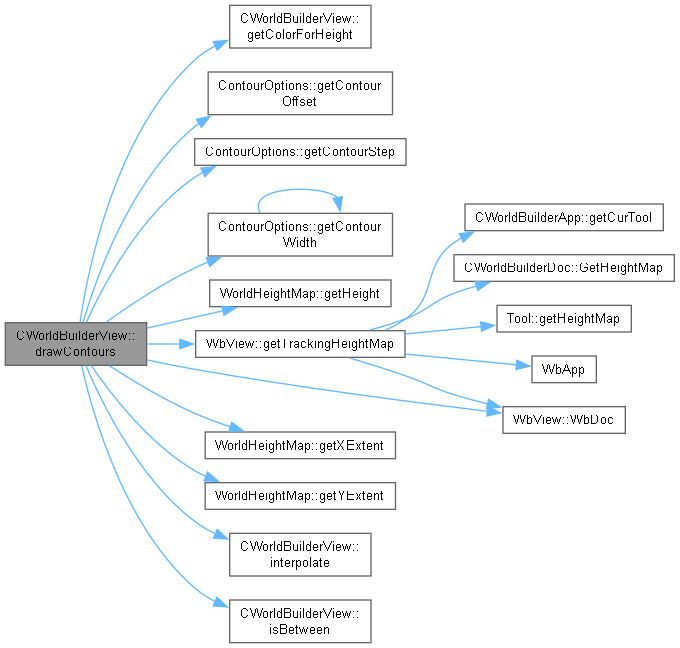 CWorldBuilderView::
drawContours
CWorldBuilderView::
getColorForHeight
ContourOptions::getContour
Offset
ContourOptions::getContourStep
ContourOptions::getContour
Width
WorldHeightMap::getHeight
WbView::getTrackingHeightMap
WorldHeightMap::getXExtent
WorldHeightMap::getYExtent
CWorldBuilderView::
interpolate
CWorldBuilderView::
isBetween
CWorldBuilderApp::getCurTool
CWorldBuilderDoc::GetHeightMap
Tool::getHeightMap
WbApp
WbView::WbDoc